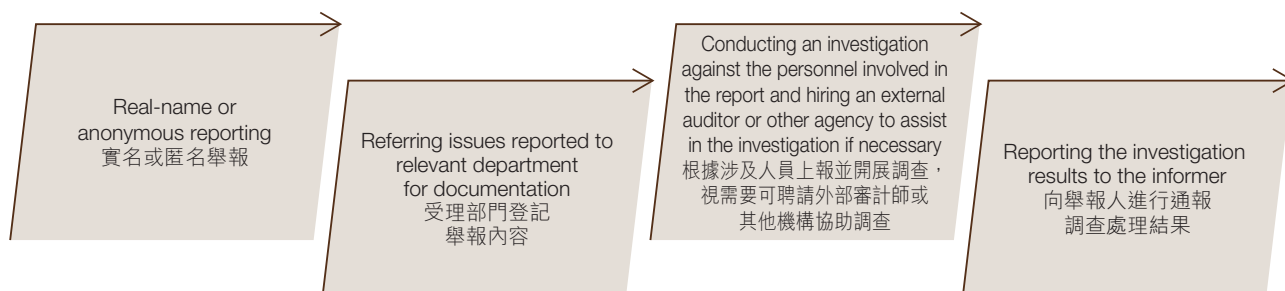 Real-name or
anonymous reporting
實名或匿名舉報
Referring issues reported to
relevant department
for documentation
受理部門登記
舉報內容
Conducting an investigation
against the personnel involved in
the report and hiring an external
auditor or other agency to assist
in the investigation if necessary
根據涉及人員上報並開展調查，
視需要可聘請外部審計師或
其他機構協助調查
Reporting the investigation
results to the informer
向舉報人進行通報
調查處理結果